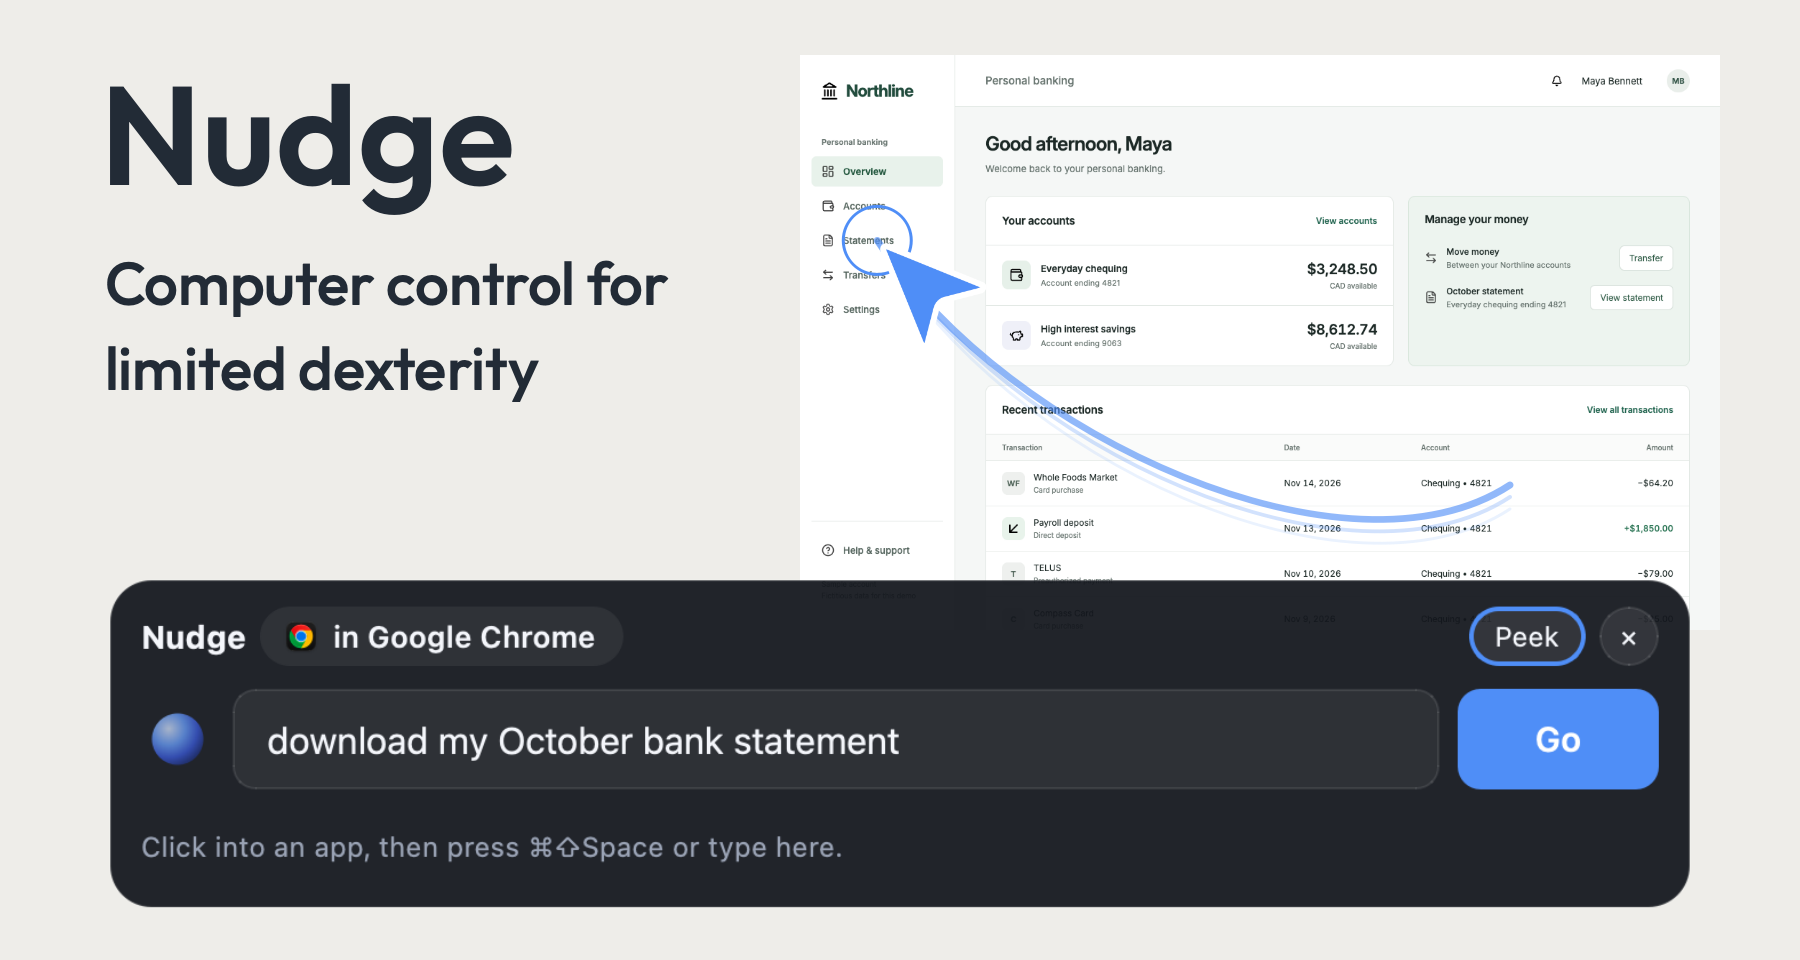 Nudge
Computer control for
limited dexterity
Northline
Personal banking
Overview
Accounts
Statements
Transfers
Settings
Help & support
Personal banking
Maya Bennett
MB
Good afternoon, Maya
Welcome back to your personal banking.
Your accounts
View accounts
Everyday chequing
Account ending 4821
$3,248.50
CAD available
High interest savings
Account ending 9063
$8,612.74
CAD available
Manage your money
Move money
Between your Northline accounts
Transfer
October statement
Everyday chequing ending 4821
View statement
Recent transactions
View all transactions
Transaction Date Account Amount
WF Whole Foods Market Nov 14, 2026 Chequing • 4821 −$64.20
Card purchase
Payroll deposit Nov 13, 2026 Chequing • 4821 +$1,850.00
Direct deposit
T TELUS Nov 10, 2026 Chequing • 4821 −$79.00
Preauthorized payment
Compass Card
Nudge
in Google Chrome
Peek
×
download my October bank statement
Go
Click into an app, then press ⌘⇧Space or type here.